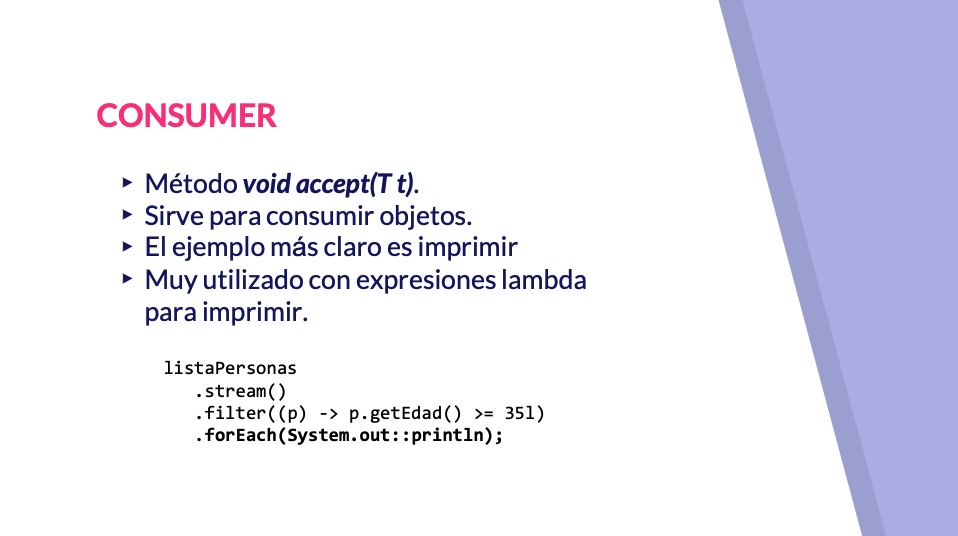 CONSUMER
▸ Método void accept(T t).
▸ Sirve para consumir objetos.
▸ El ejemplo más claro es imprimir
▸ Muy utilizado con expresiones lambda
para imprimir.
listaPersonas
.stream()
.filter((p) -> p.getEdad() >= 35l)
.forEach(System.out::println);